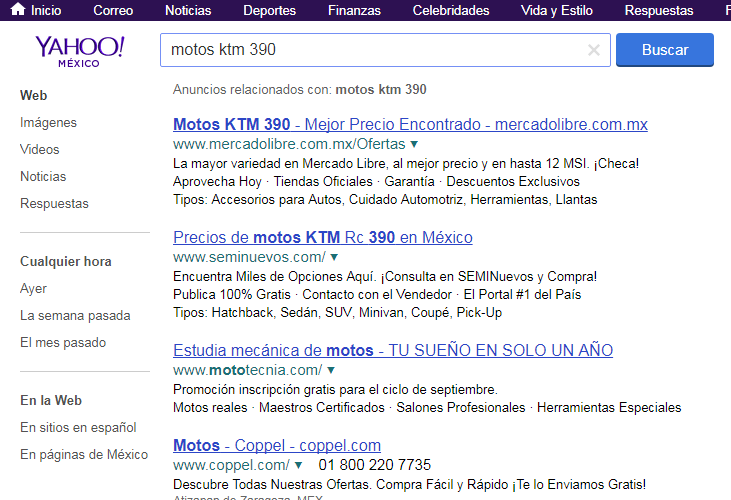 Inicio Correo Noticias Deportes Finanzas Celebridades Vida y Estilo Respuestas
YAHOO!
MÉXICO
motos ktm 390
Buscar
Web
Imágenes
Videos
Noticias
Respuestas
Cualquier hora
Ayer
La semana pasada
El mes pasado
En la Web
En sitios en español
En páginas de México
Anuncios relacionados con: motos ktm 390
Motos KTM 390 - Mejor Precio Encontrado - mercadolibre.com.mx
www.mercadolibre.com.mx/Ofertas
La mayor variedad en Mercado Libre, al mejor precio y en hasta 12 MSI. ¡Checa!
Aprovecha Hoy · Tiendas Oficiales · Garantía · Descuentos Exclusivos
Tipos: Accesorios para Autos, Cuidado Automotriz, Herramientas, Llantas
Precios de motos KTM Rc 390 en México
www.seminuevos.com/
Encuentra Miles de Opciones Aquí. ¡Consulta en SEMINuevos y Compra!
Publica 100% Gratis · Contacto con el Vendedor · El Portal #1 del País
Tipos: Hatchback, Sedán, SUV, Minivan, Coupé, Pick-Up
Estudia mecánica de motos - TU SUEÑO EN SOLO UN AÑO
www.mototecnia.com/
Promoción inscripción gratis para el ciclo de septiembre.
Motos reales · Maestros Certificados · Salones Profesionales · Herramientas Especiales
Motos - Coppel - coppel.com
www.coppel.com/ 01 800 220 7735
Descubre Todas Nuestras Ofertas. Compra Fácil y Rápido ¡Te lo Enviamos Gratis!